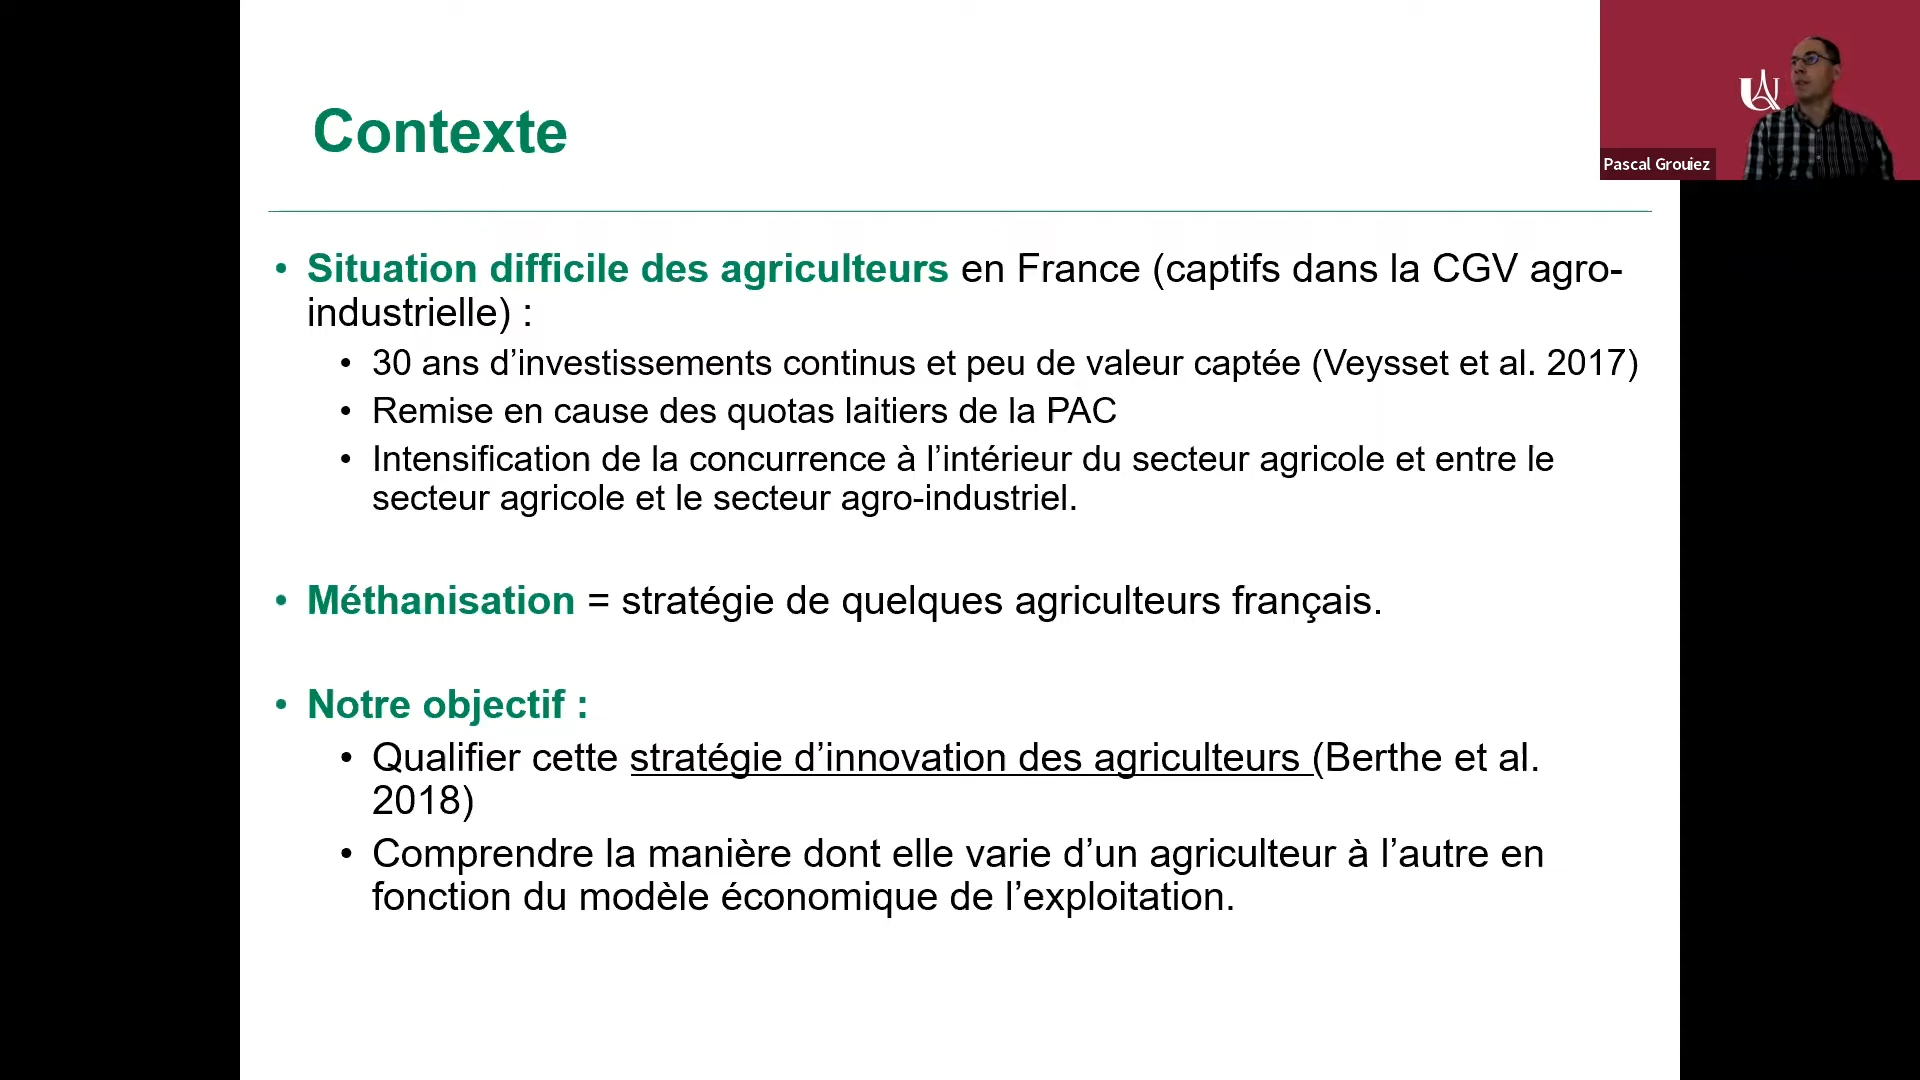 Contexte
Pascal Grouiez
• Situation difficile des agriculteurs en France (captifs dans la CGV agro-
industrielle) :
• 30 ans d’investissements continus et peu de valeur captée (Veysset et al. 2017)
• Remise en cause des quotas laitiers de la PAC
• Intensification de la concurrence à l’intérieur du secteur agricole et entre le
secteur agricole et le secteur agro-industriel.
• Méthanisation = stratégie de quelques agriculteurs français.
• Notre objectif :
• Qualifier cette stratégie d’innovation des agriculteurs (Berthe et al.
2018)
• Comprendre la manière dont elle varie d’un agriculteur à l’autre en
fonction du modèle économique de l’exploitation.